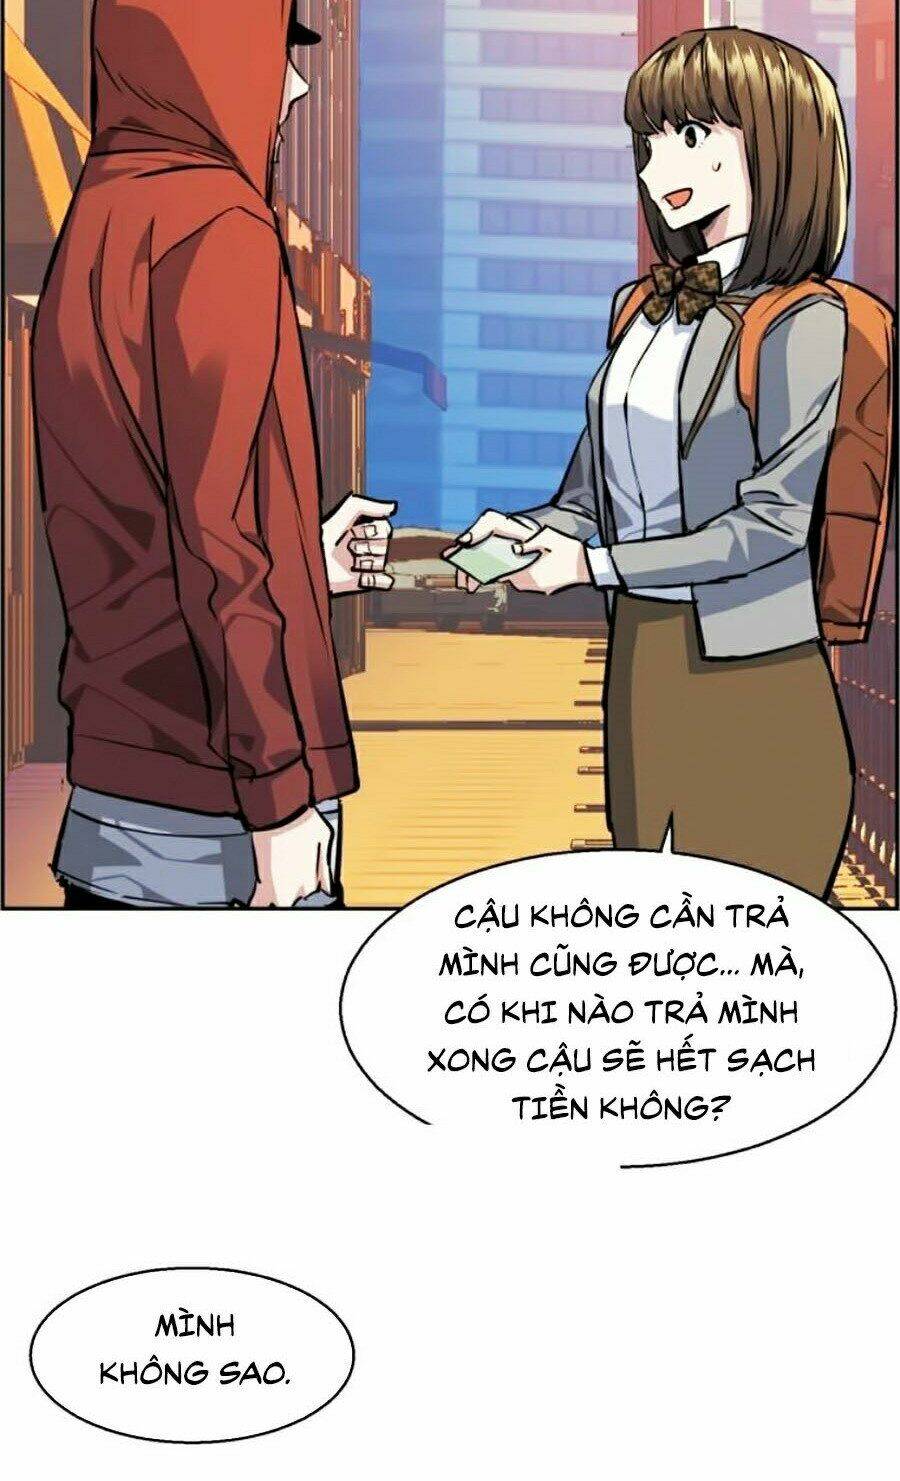 CẬU KHÔNG CẦN TRẢ
MÌNH CŨNG ĐƯỢC... MÀ,
CÓ KHI NÀO TRẢ MÌNH
XONG CẬU SẼ HẾT SẠCH
TIỀN KHÔNG?
MÌNH
KHÔNG SAO.